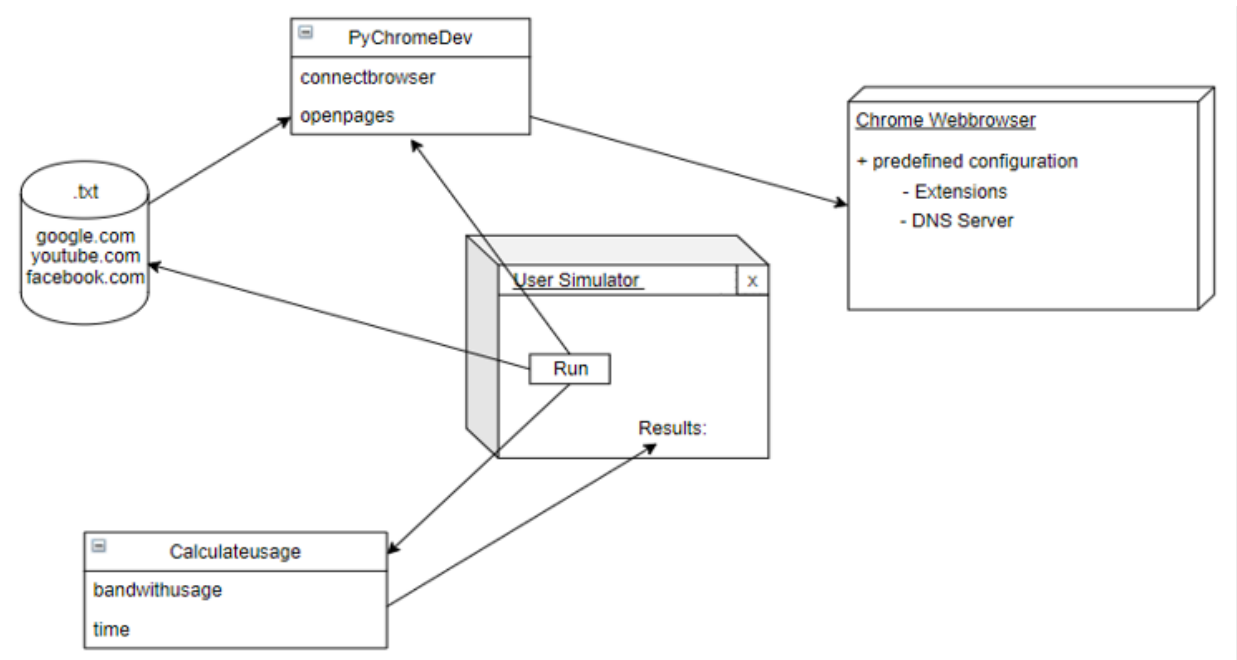 PyChromeDev
connectbrowser
openpages
Chrome Webbrowser
+ predefined configuration
- Extensions
- DNS Server
.txt
google.com
youtube.com
facebook.com
User Simulator
x
Run
Results:
Calculateusage
bandwithusage
time